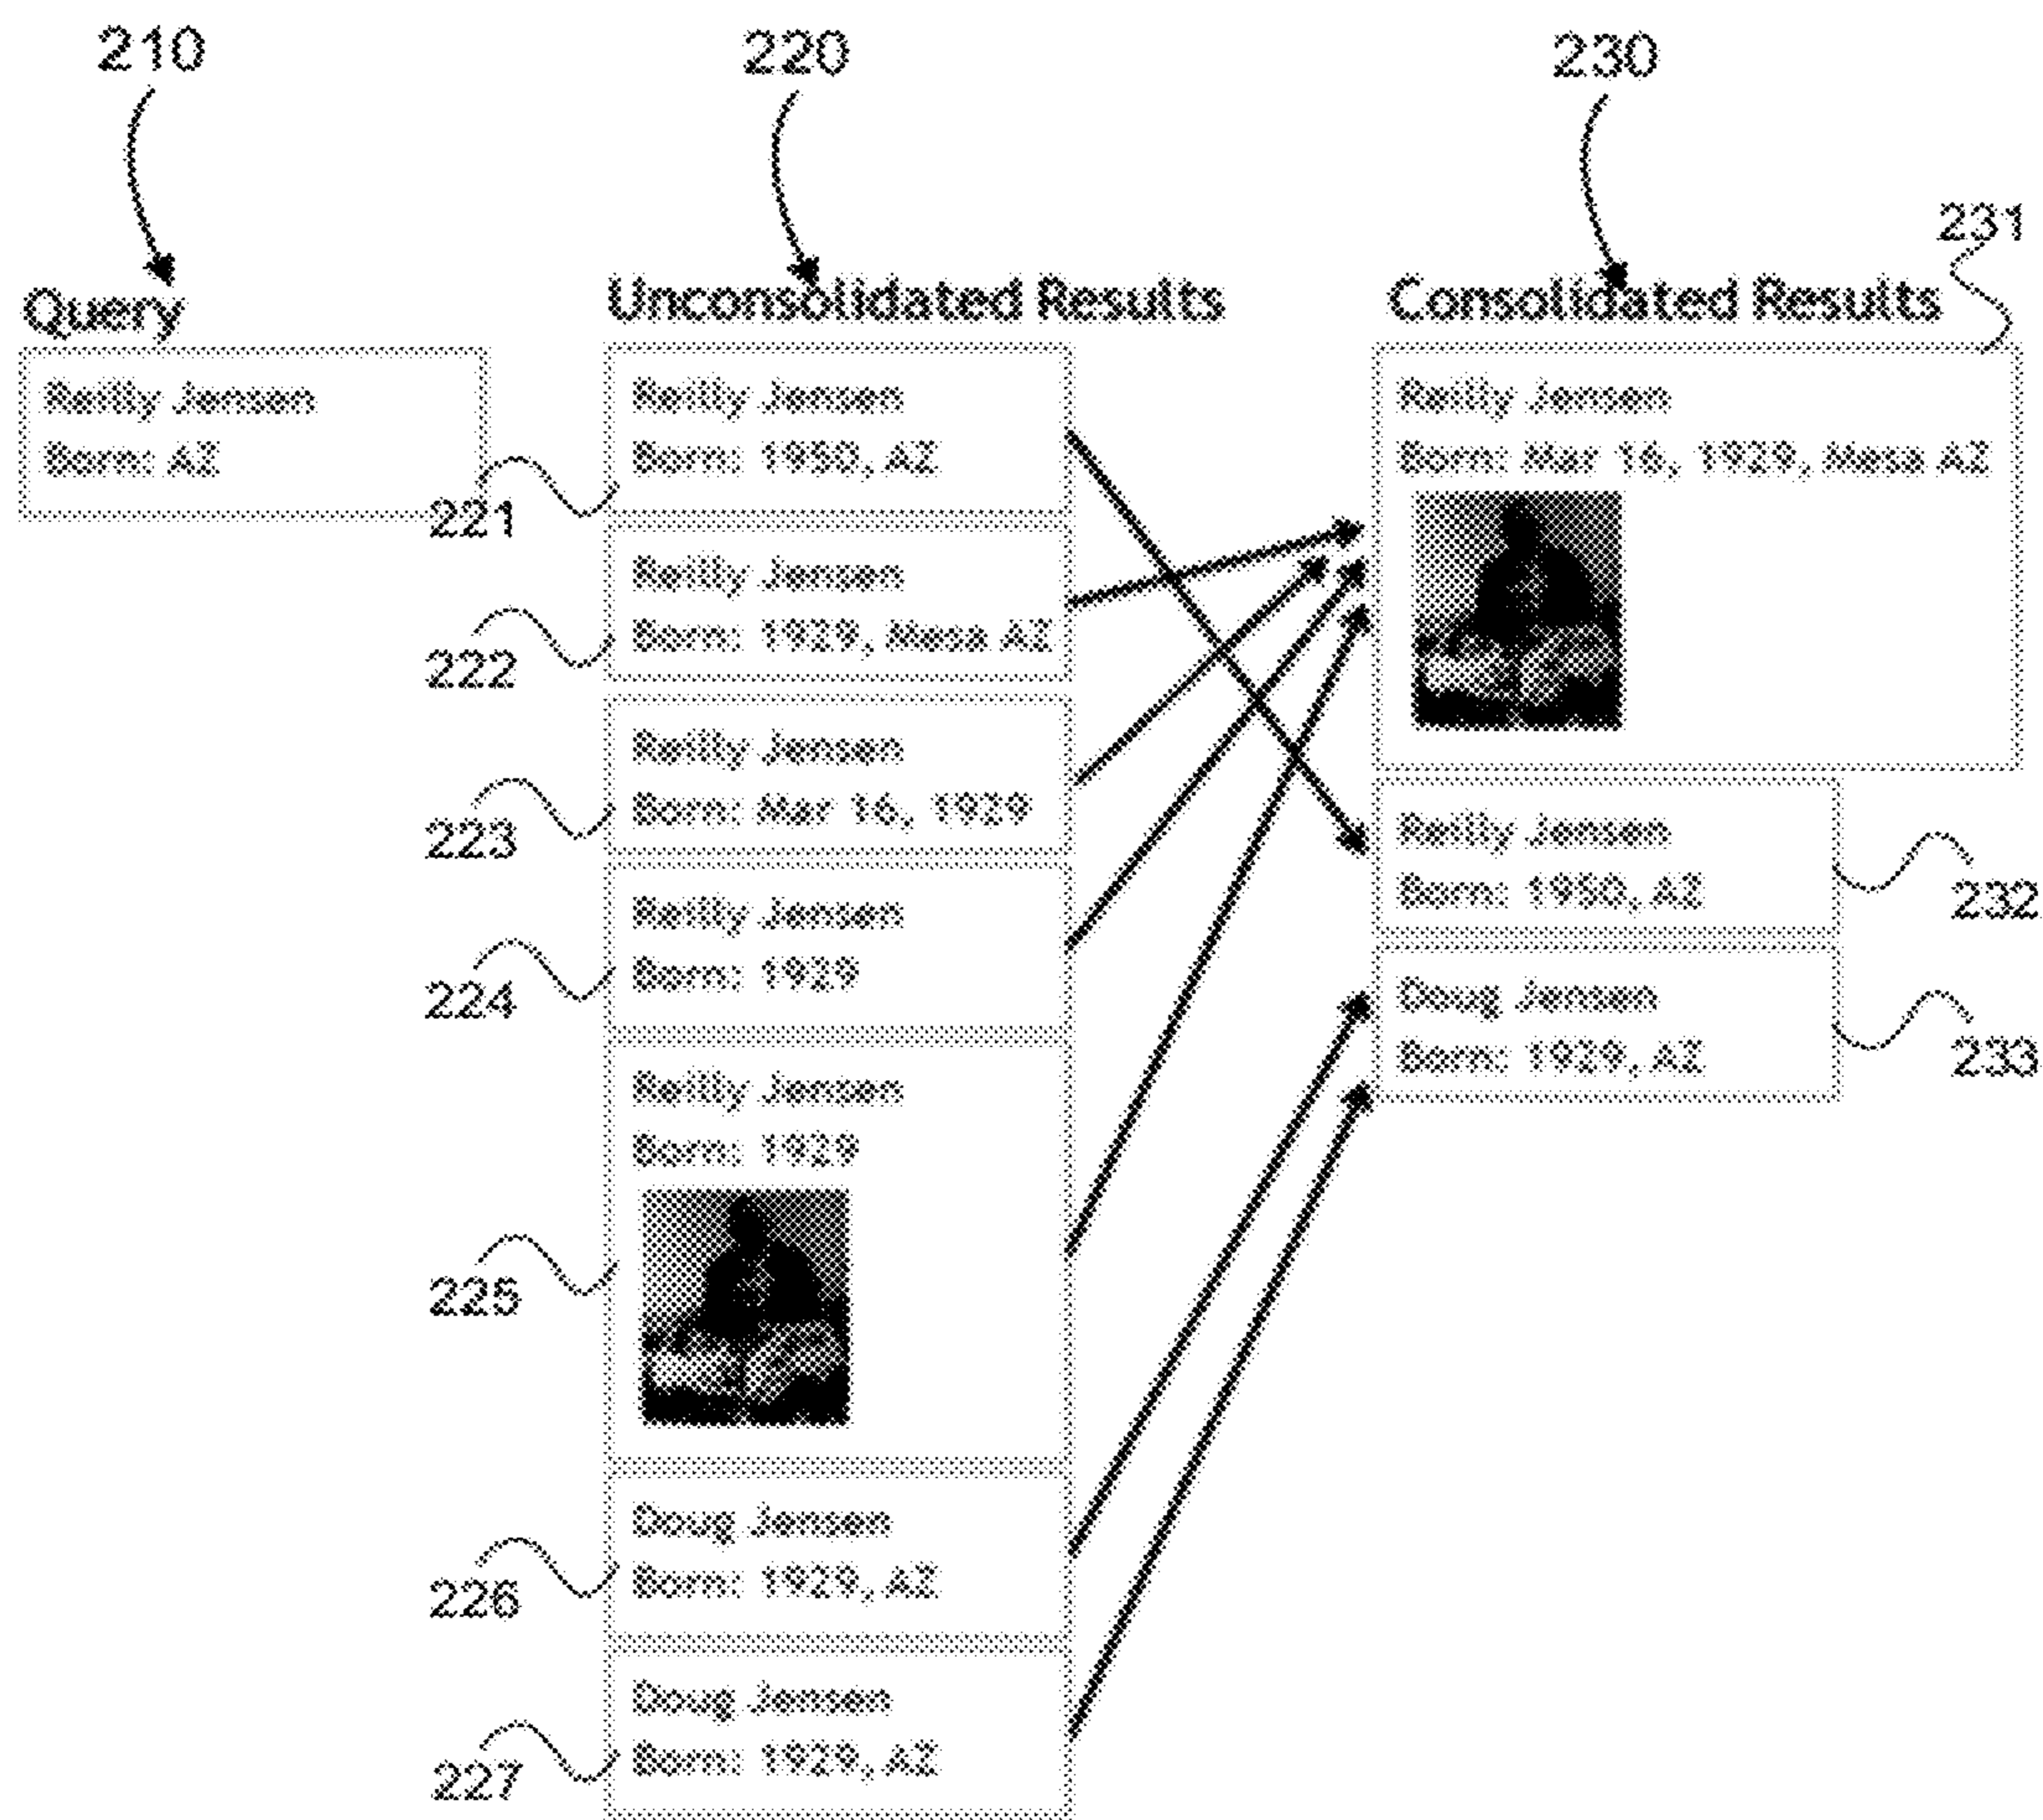 210
220
230
231
Query
Unconsolidated Results
Consolidated Results
Reilly Jensen
Born: AZ
221
Reilly Jensen
Born: 1950, AZ
222
Reilly Jensen
Born: 1929, Mesa AZ
223
Reilly Jensen
Born: Mar 16, 1929
224
Reilly Jensen
Born: 1929
225
Reilly Jensen
Born: 1929
226
Doug Jensen
Born: 1929, AZ
227
Doug Jensen
Born: 1929, AZ
Reilly Jensen
Born: Mar 16, 1929, Mesa AZ
Reilly Jensen
Born: 1950, AZ
232
Doug Jensen
Born: 1929, AZ
233